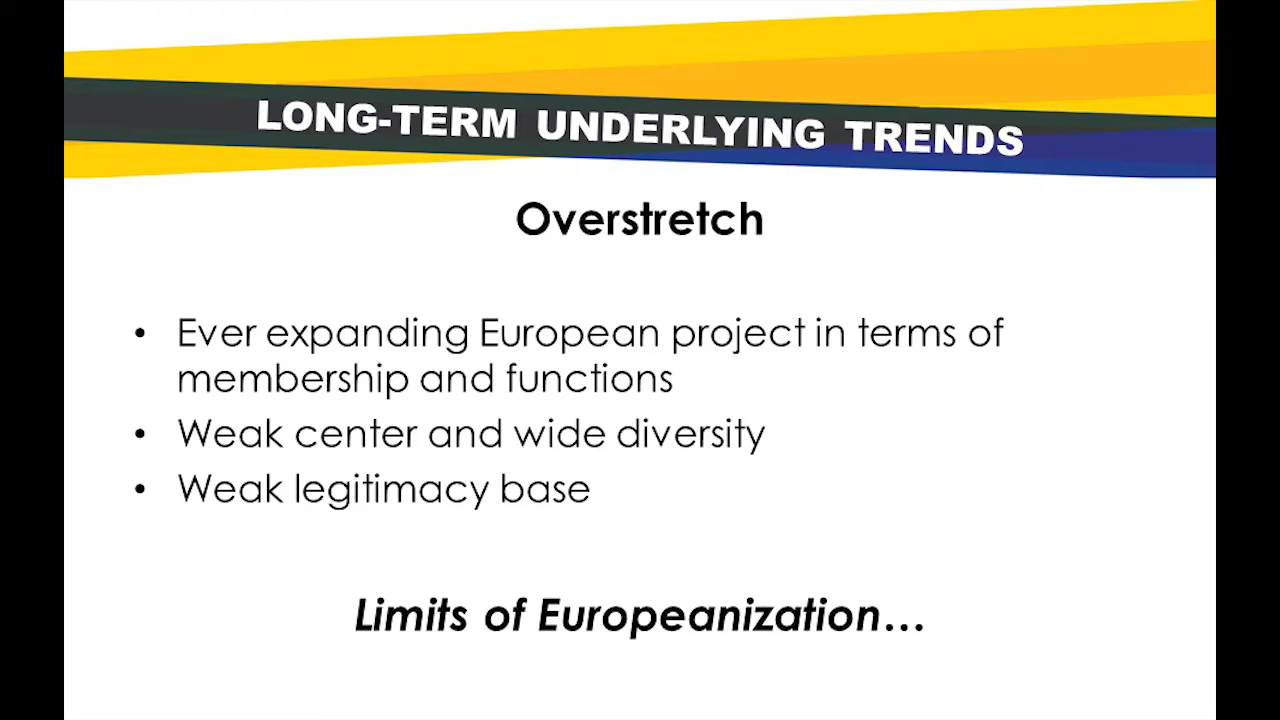 LONG-TERM UNDERLYING TRENDS
Overstretch
• Ever expanding European project in terms of
membership and functions
• Weak center and wide diversity
• Weak legitimacy base
Limits of Europeanization…